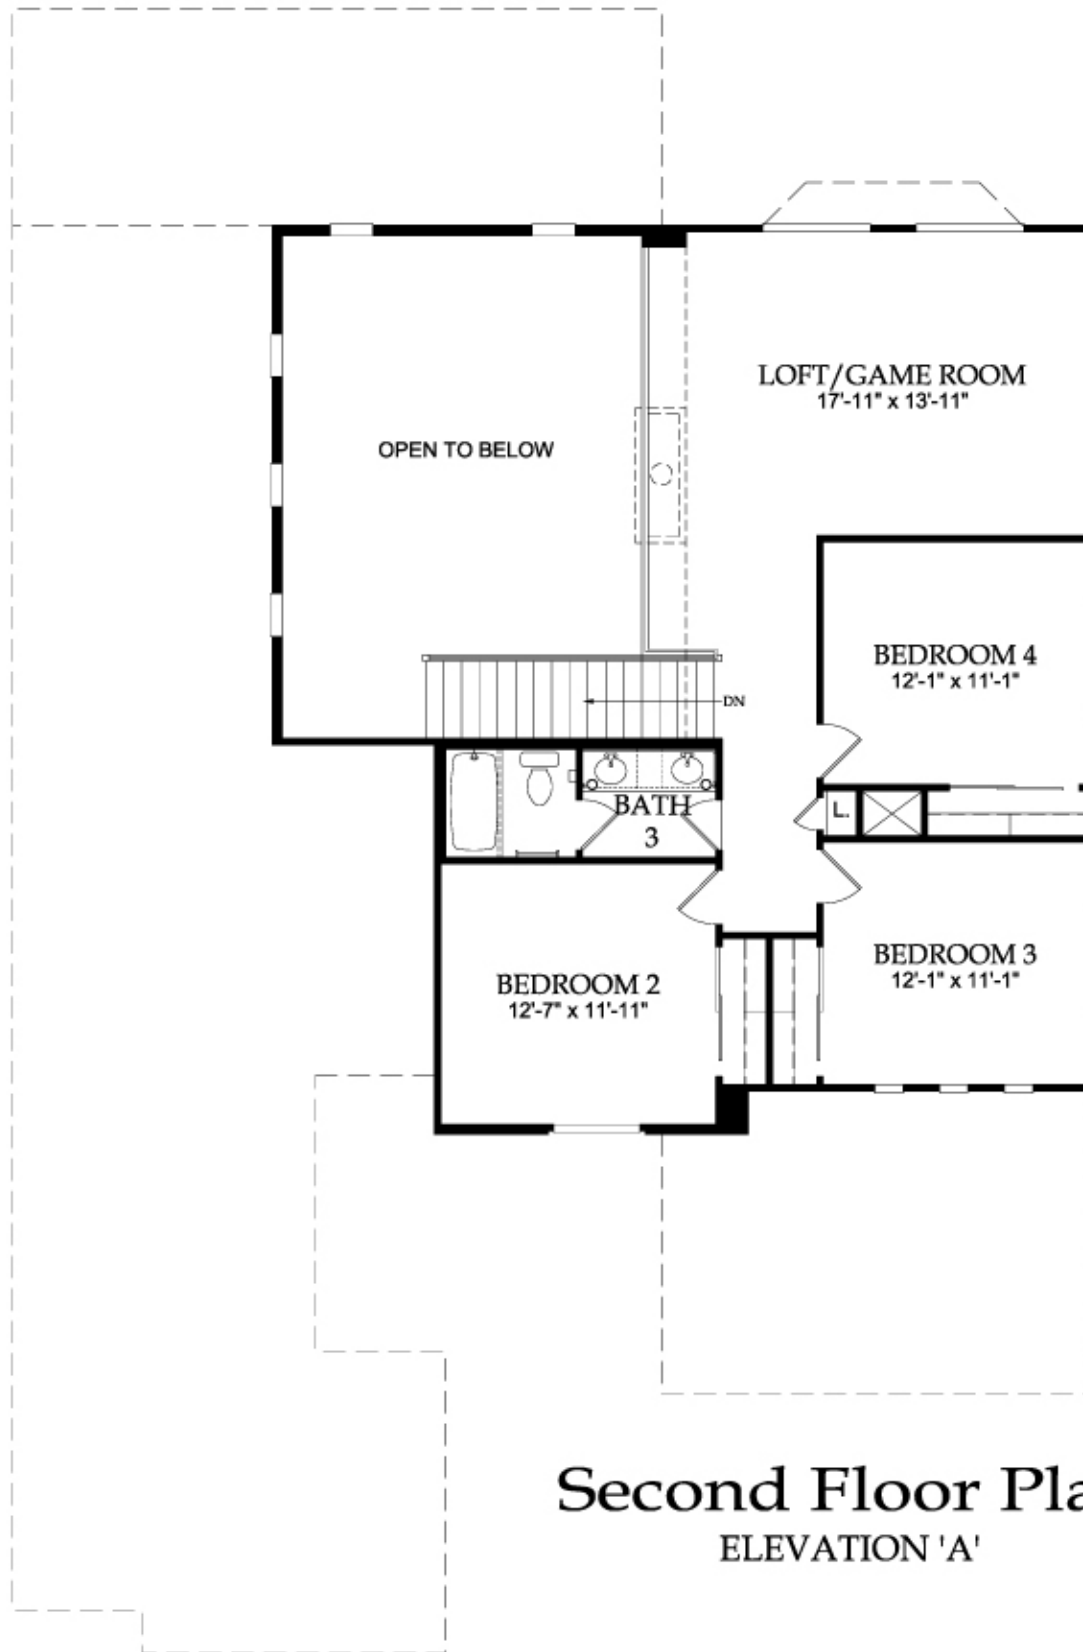 LOFT/GAME ROOM
17'-11" x 13'-11"
OPEN TO BELOW
BEDROOM 4
12'-1" x 11'-1"
DN
BATH
3
L.
BEDROOM 3
12'-1" x 11'-1"
BEDROOM 2
12'-7" x 11'-11"
Second Floor Pla
ELEVATION 'A'